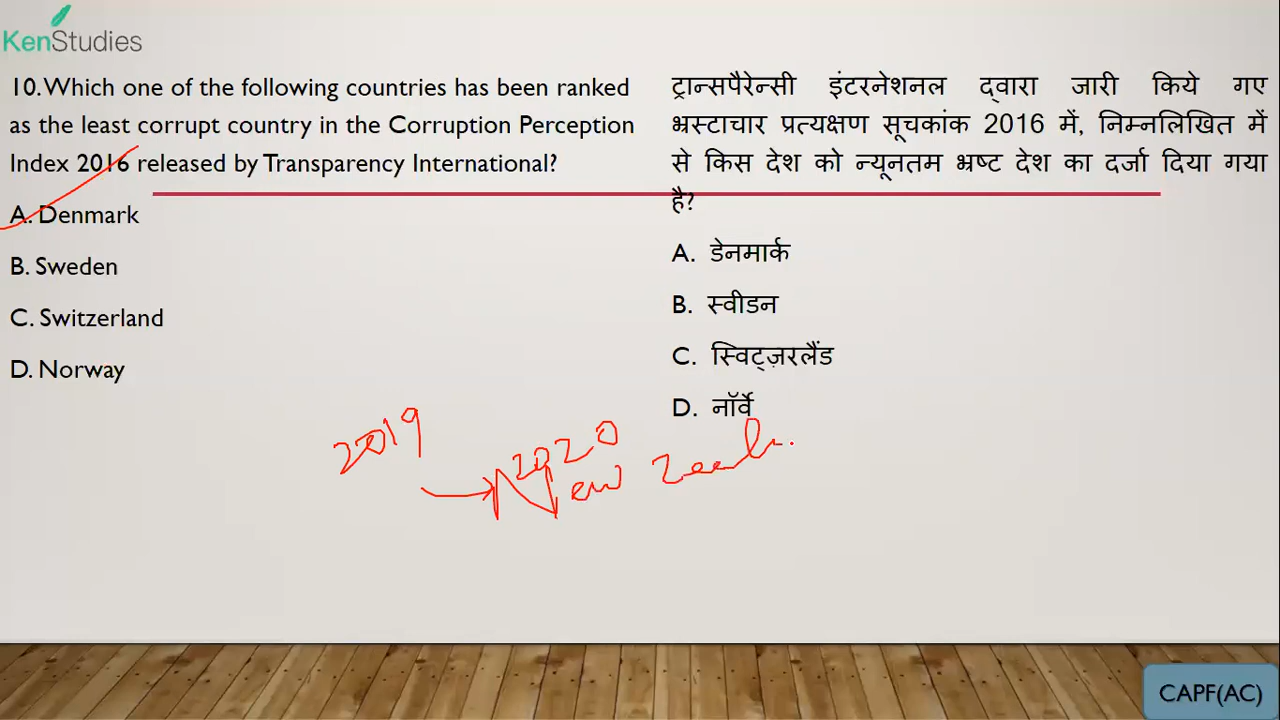 KenStudies
10. Which one of the following countries has been ranked
as the least corrupt country in the Corruption Perception
Index 2016 released by Transparency International?
A. Denmark
B. Sweden
C. Switzerland
D. Norway
ट्रान्सपैरेन्सी इंटरनेशनल द्वारा जारी किये गए
भ्रस्टाचार प्रत्यक्षण सूचकांक 2016 में, निम्नलिखित में
से किस देश को न्यूनतम भ्रष्ट देश का दर्जा दिया गया
है?
A. डेनमार्क
B. स्वीडन
C. स्विट्ज़रलैंड
D. नॉर्वे
2019
2020
New
CAPF(AC)